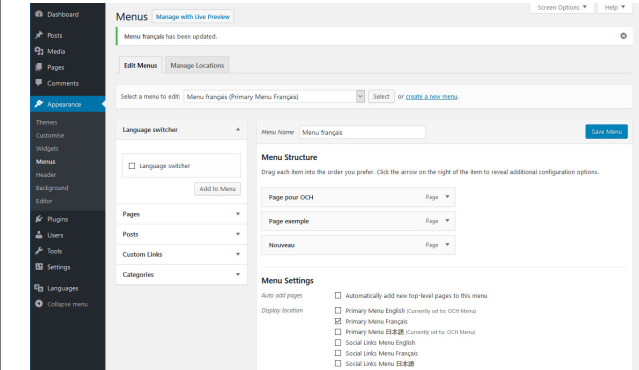 Screen Options ▼ Help ▼
Dashboard
Posts
Media
Pages
Comments
Appearance
Themes
Customise
Widgets
Menus
Header
Background
Editor
Plugins
Users
Tools
Settings
Languages
Collapse menu
Menus Manage with Live Preview
Menu français has been updated.
Edit Menus Manage Locations
Select a menu to edit: Menu français (Primary Menu Français) Select or create a new menu.
Language switcher
Language switcher
Add to Menu
Pages
Posts
Custom Links
Categories
Menu Name Menu français Save Menu
Menu Structure
Drag each item into the order you prefer. Click the arrow on the right of the item to reveal additional configuration options.
Page pour OCH Page ▼
Page exemple Page ▼
Nouveau Page ▼
Menu Settings
Auto add pages Automatically add new top-level pages to this menu
Display location Primary Menu English (Currently set to: OCH Menu)
Primary Menu Français
Primary Menu 日本語 (Currently set to: OCH Menu)
Social Links Menu English
Social Links Menu Français
Social Links Menu 日本語